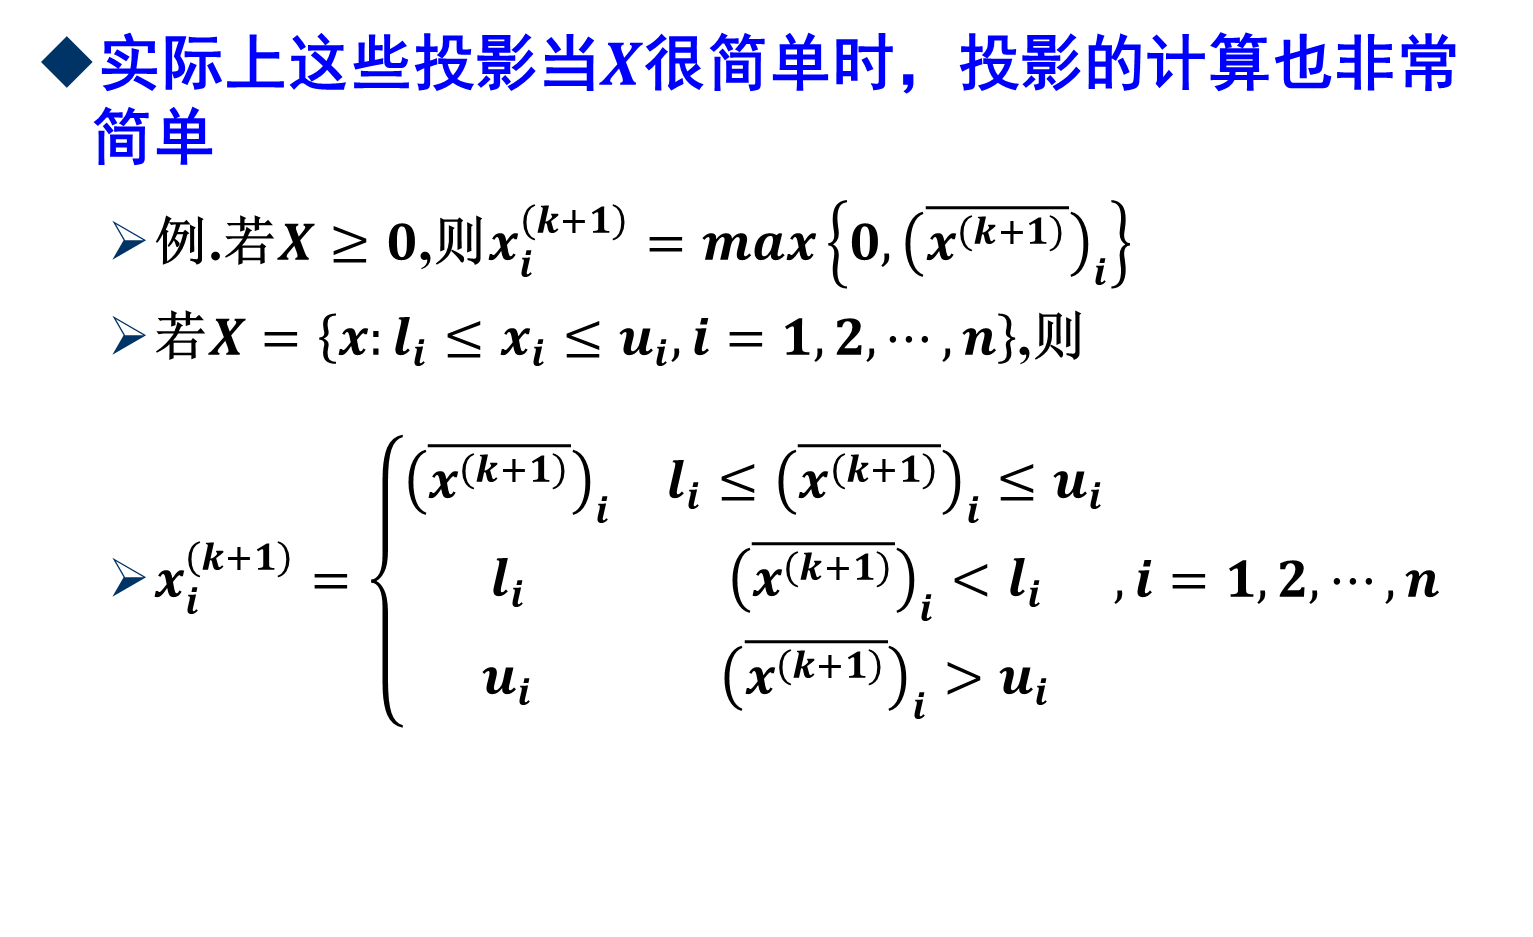 ◆实际上这些投影当X很简单时，投影的计算也非常
简单
➢例.若X ≥ 0,则x_i^{(k+1)} = max{0, (\overline{x^{(k+1)}})_i}
➢若X = {x: l_i ≤ x_i ≤ u_i, i = 1, 2, ⋯ , n},则
(\overline{x^{(k+1)}})_i l_i ≤ (\overline{x^{(k+1)}})_i ≤ u_i
➢x_i^{(k+1)} = { l_i (\overline{x^{(k+1)}})_i < l_i , i = 1, 2, ⋯ , n
u_i (\overline{x^{(k+1)}})_i > u_i